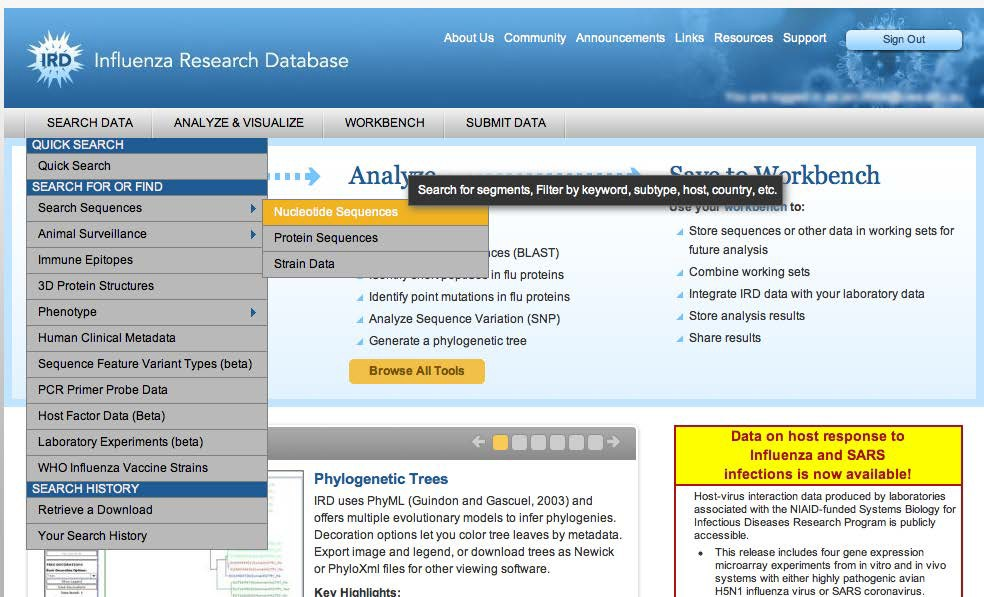 About Us Community Announcements Links Resources Support
Sign Out
IRD Influenza Research Database
SEARCH DATA ANALYZE & VISUALIZE WORKBENCH SUBMIT DATA
QUICK SEARCH
Quick Search
SEARCH FOR OR FIND
Search Sequences
Animal Surveillance
Immune Epitopes
3D Protein Structures
Phenotype
Human Clinical Metadata
Sequence Feature Variant Types (beta)
PCR Primer Probe Data
Host Factor Data (Beta)
Laboratory Experiments (beta)
WHO Influenza Vaccine Strains
SEARCH HISTORY
Retrieve a Download
Your Search History
Nucleotide Sequences
Protein Sequences
Strain Data
Search for segments, Filter by keyword, subtype, host, country, etc.
Analyze
(BLAST)
in flu proteins
Identify point mutations in flu proteins
Analyze Sequence Variation (SNP)
Generate a phylogenetic tree
Browse All Tools
Save to Workbench
Use your workbench to:
Store sequences or other data in working sets for
future analysis
Combine working sets
Integrate IRD data with your laboratory data
Store analysis results
Share results
Phylogenetic Trees
IRD uses PhyML (Guindon and Gascuel, 2003) and
offers multiple evolutionary models to infer phylogenies.
Decoration options let you color tree leaves by metadata.
Export image and legend, or download trees as Newick
or PhyloXml files for other viewing software.
Key Highlights:
Data on host response to
Influenza and SARS
infections is now available!
Host-virus interaction data produced by laboratories
associated with the NIAID-funded Systems Biology for
Infectious Diseases Research Program is publicly
accessible.
• This release includes four gene expression
microarray experiments from in vitro and in vivo
systems with either highly pathogenic avian
H5N1 influenza virus or SARS coronavirus.